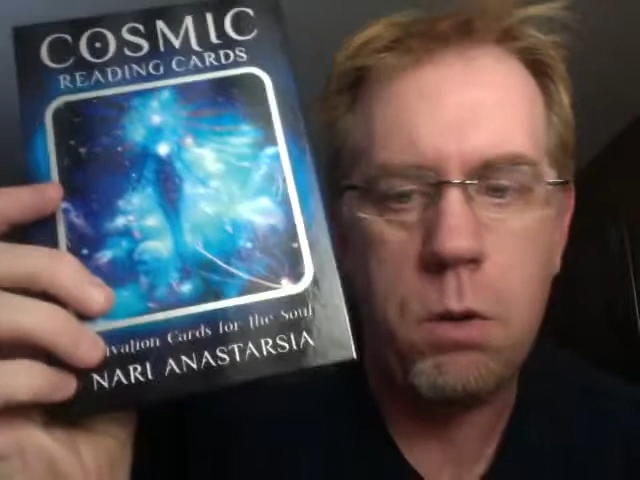 COSMIC
READING CARDS
Cards for the Soul
NARI ANASTARSIA